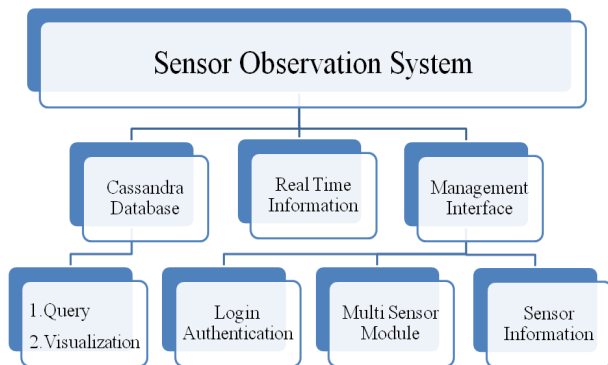 Sensor Observation System
Cassandra
Database
Real Time
Information
Management
Interface
1.Query
2.Visualization
Login
Authentication
Multi Sensor
Module
Sensor
Information